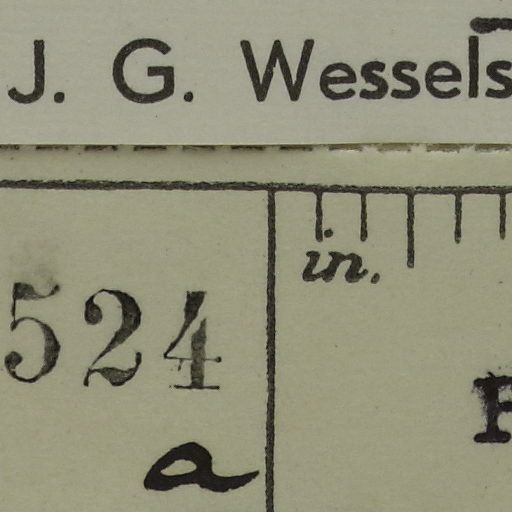 J. G. Wessels
in.
524
a